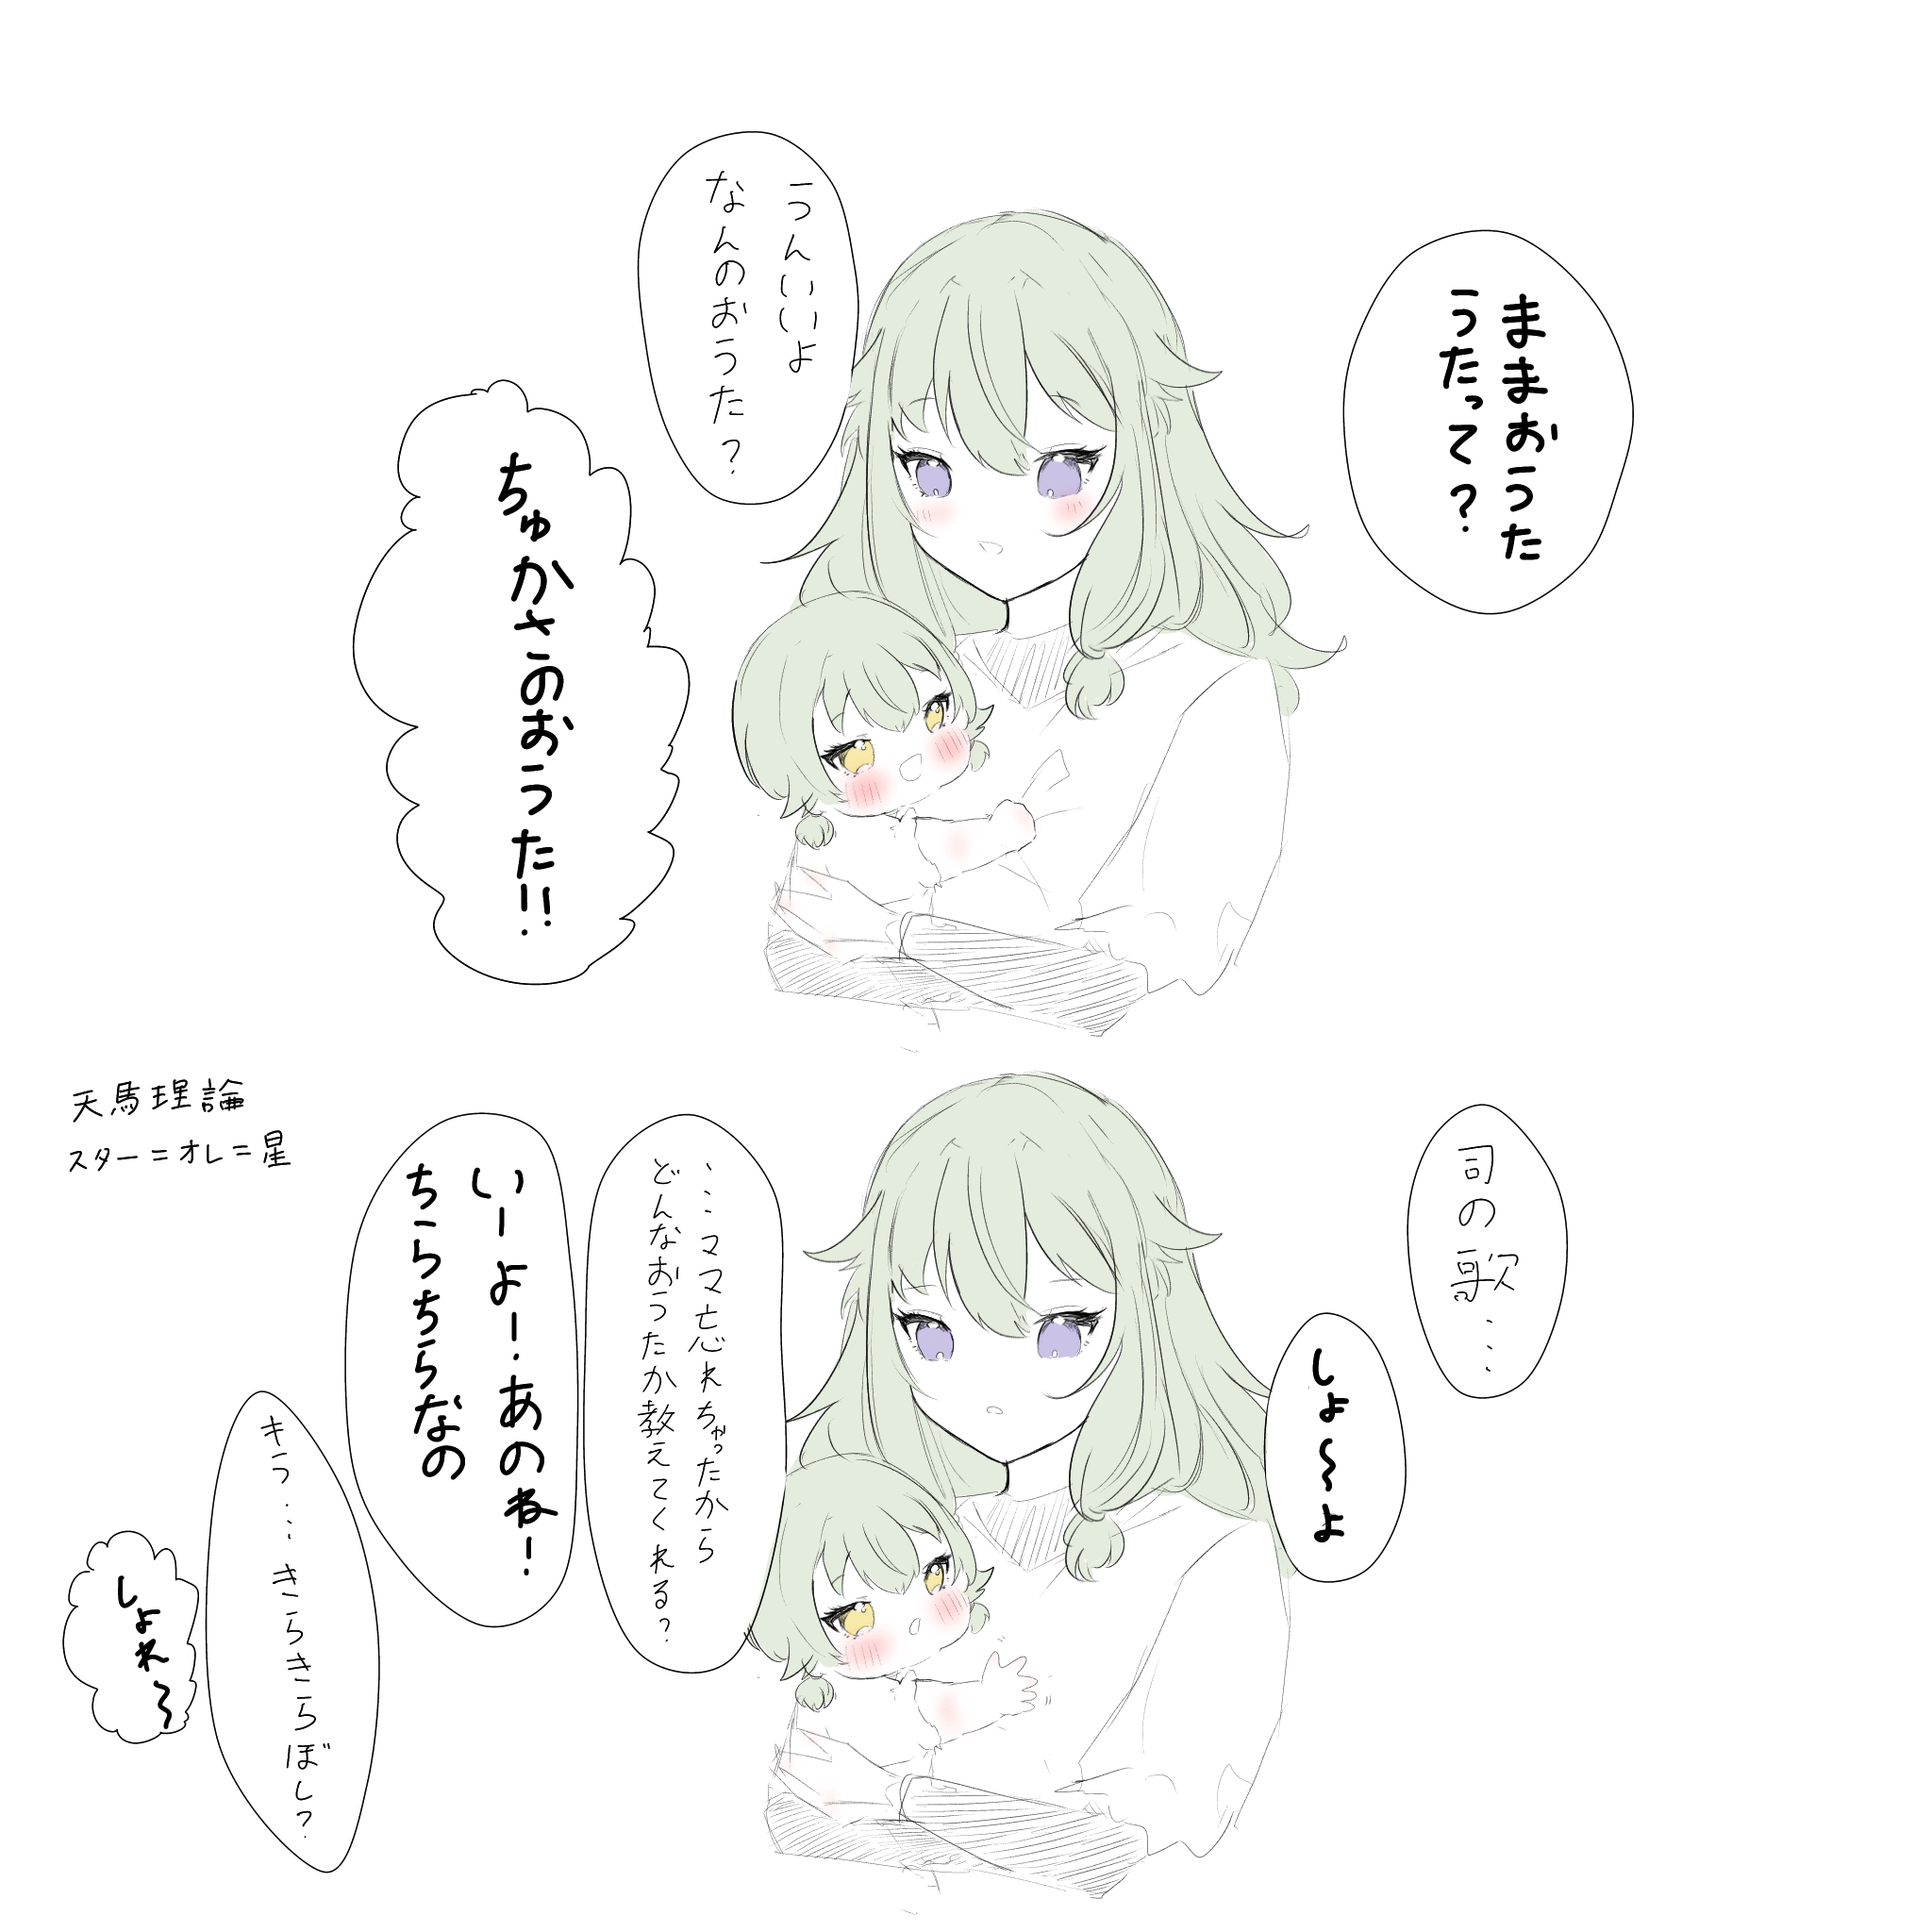 ままおうた
うたって?
うんいいよ
なんのおうた?
ちゅかさのおうた!!
司の歌…
しょ〜よ
…ママ忘れちゃったから
どんなおうたか教えてくれる?
いーよー!あのねー!
ちらちらなの
キラ…きらきらぼし?
しょれ〜
天馬理論
スター=オレ=星